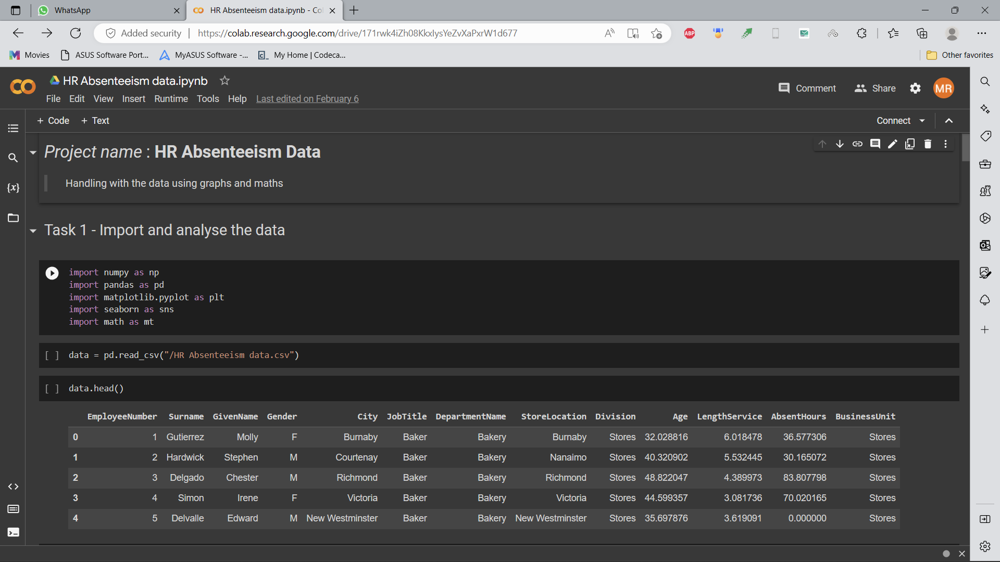 WhatsApp
HR Absenteeism data.ipynb - Co
Added security
https://colab.research.google.com/drive/171rwk4iZh08KkxlysYeZvXaPxrW1d677
ABP
Movies
ASUS Software Port...
MyASUS Software -...
My Home | Codeca...
Other favorites
HR Absenteeism data.ipynb
Comment
Share
MR
File Edit View Insert Runtime Tools Help Last edited on February 6
+ Code + Text
Connect
Project name : HR Absenteeism Data
Handling with the data using graphs and maths
{x}
Task 1 - Import and analyse the data
import numpy as np
import pandas as pd
import matplotlib.pyplot as plt
import seaborn as sns
import math as mt
[ ] data = pd.read_csv("/HR Absenteeism data.csv")
[ ] data.head()
EmployeeNumber Surname GivenName Gender City JobTitle DepartmentName StoreLocation Division Age LengthService AbsentHours BusinessUnit
0 1 Gutierrez Molly F Burnaby Baker Bakery Burnaby Stores 32.028816 6.018478 36.577306 Stores
1 2 Hardwick Stephen M Courtenay Baker Bakery Nanaimo Stores 40.320902 5.532445 30.165072 Stores
2 3 Delgado Chester M Richmond Baker Bakery Richmond Stores 48.822047 4.389973 83.807798 Stores
3 4 Simon Irene F Victoria Baker Bakery Victoria Stores 44.599357 3.081736 70.020165 Stores
4 5 Delvalle Edward M New Westminster Baker Bakery New Westminster Stores 35.697876 3.619091 0.000000 Stores